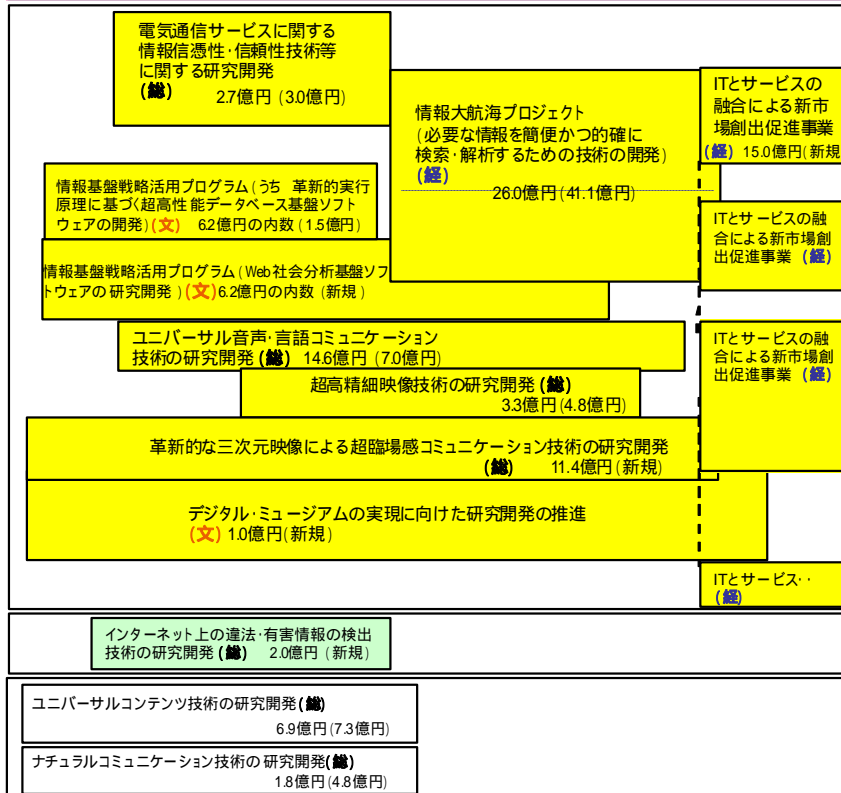 電気通信サービスに関する
情報信憑性・信頼性技術等
に関する研究開発
(総) 2.7億円(3.0億円)
情報大航海プロジェクト
(必要な情報を簡便かつ的確に
検索・解析するための技術の開発)
(経)
26.0億円(41.1億円)
ITとサービスの
融合による新市
場創出促進事業
(経) 15.0億円(新規
情報基盤戦略活用プログラム(うち 革新的実行
原理に基づく超高性能データベース基盤ソフト
ウェアの開発)(文) 6.2億円の内数(1.5億円)
ITとサービスの融
合による新市場創
出促進事業 (経)
情報基盤戦略活用プログラム(Web社会分析基盤ソフ
トウェアの研究開発)(文)6.2億円の内数(新規)
ユニバーサル音声・言語コミュニケーション
技術の研究開発(総) 14.6億円(7.0億円)
ITとサービスの融
合による新市場創
出促進事業 (経)
超高精細映像技術の研究開発(総)
3.3億円(4.8億円)
革新的な三次元映像による超臨場感コミュニケーション技術の研究開発
(総) 11.4億円(新規)
デジタル・ミュージアムの実現に向けた研究開発の推進
(文)1.0億円(新規)
ITとサービス・・
(経)
インターネット上の違法・有害情報の検出
技術の研究開発(総) 2.0億円(新規)
ユニバーサルコンテンツ技術の研究開発(総)
6.9億円(7.3億円)
ナチュラルコミュニケーション技術の研究開発(総)
1.8億円(4.8億円)